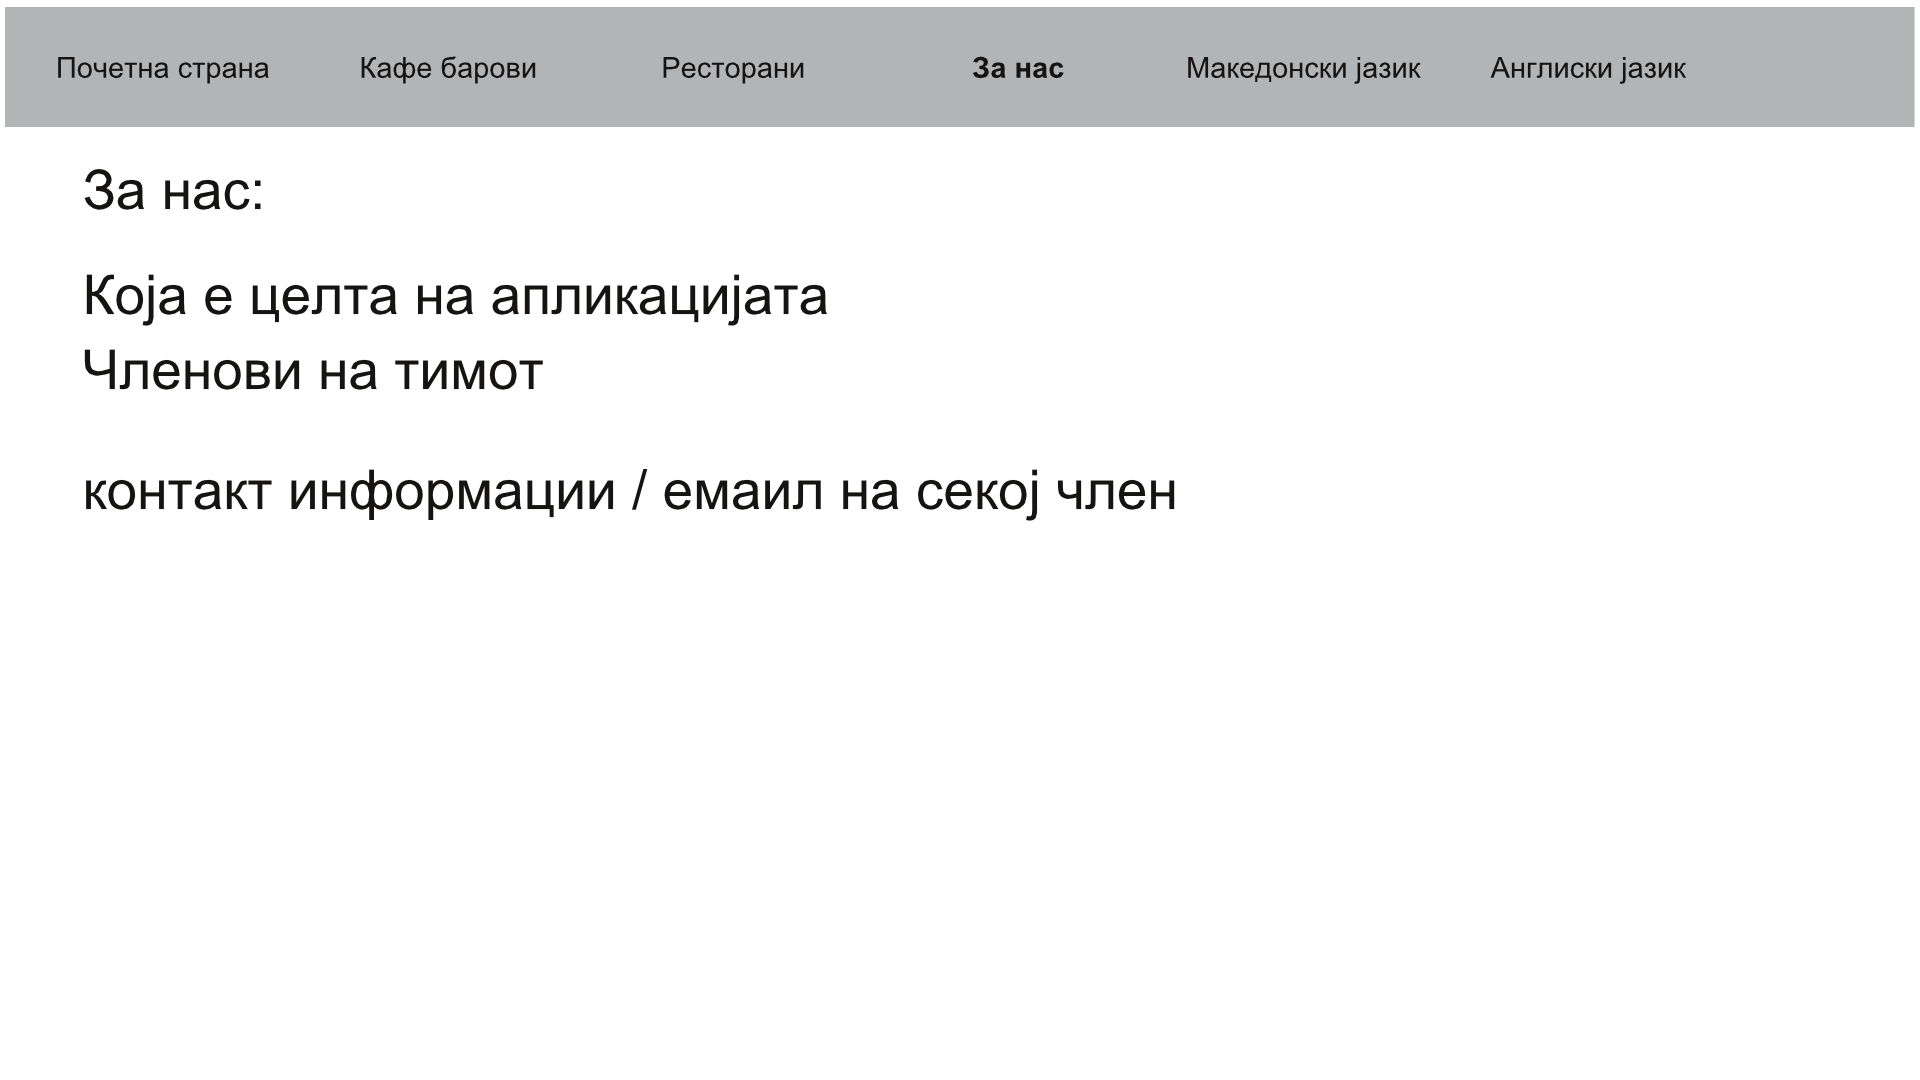 Почетна страна Кафе барови Ресторани За нас Македонски јазик Англиски јазик
За нас:
Која е целта на апликацијата
Членови на тимот
контакт информации / емаил на секој член